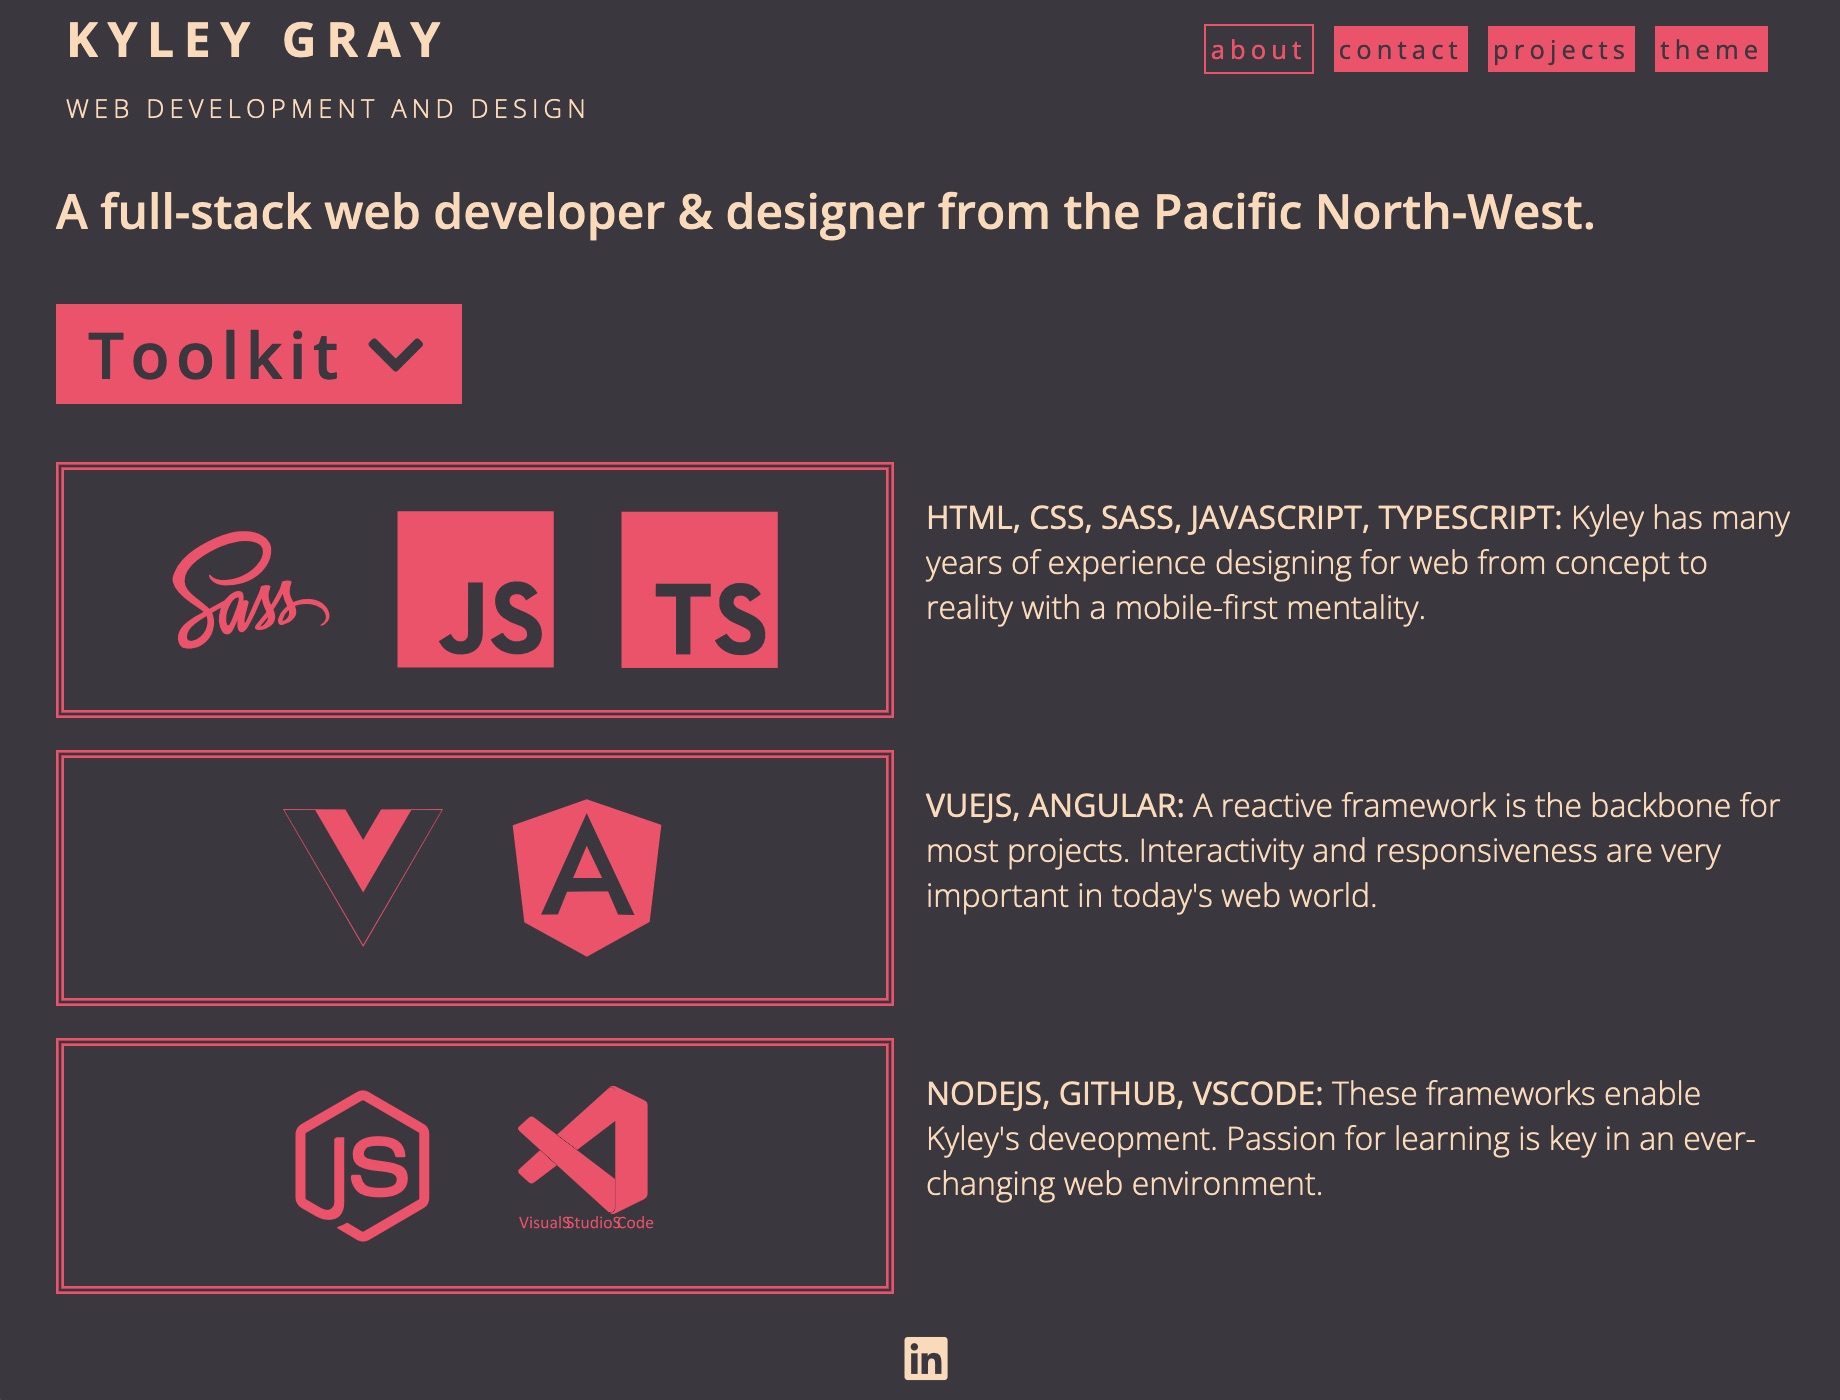 KYLEY GRAY
about contact projects theme
WEB DEVELOPMENT AND DESIGN
A full-stack web developer & designer from the Pacific North-West.
Toolkit
Sass JS TS
HTML, CSS, SASS, JAVASCRIPT, TYPESCRIPT: Kyley has many
years of experience designing for web from concept to
reality with a mobile-first mentality.
A
VUEJS, ANGULAR: A reactive framework is the backbone for
most projects. Interactivity and responsiveness are very
important in today's web world.
JS
VisualSStudioSCode
NODEJS, GITHUB, VSCODE: These frameworks enable
Kyley's deveopment. Passion for learning is key in an ever-
changing web environment.
in